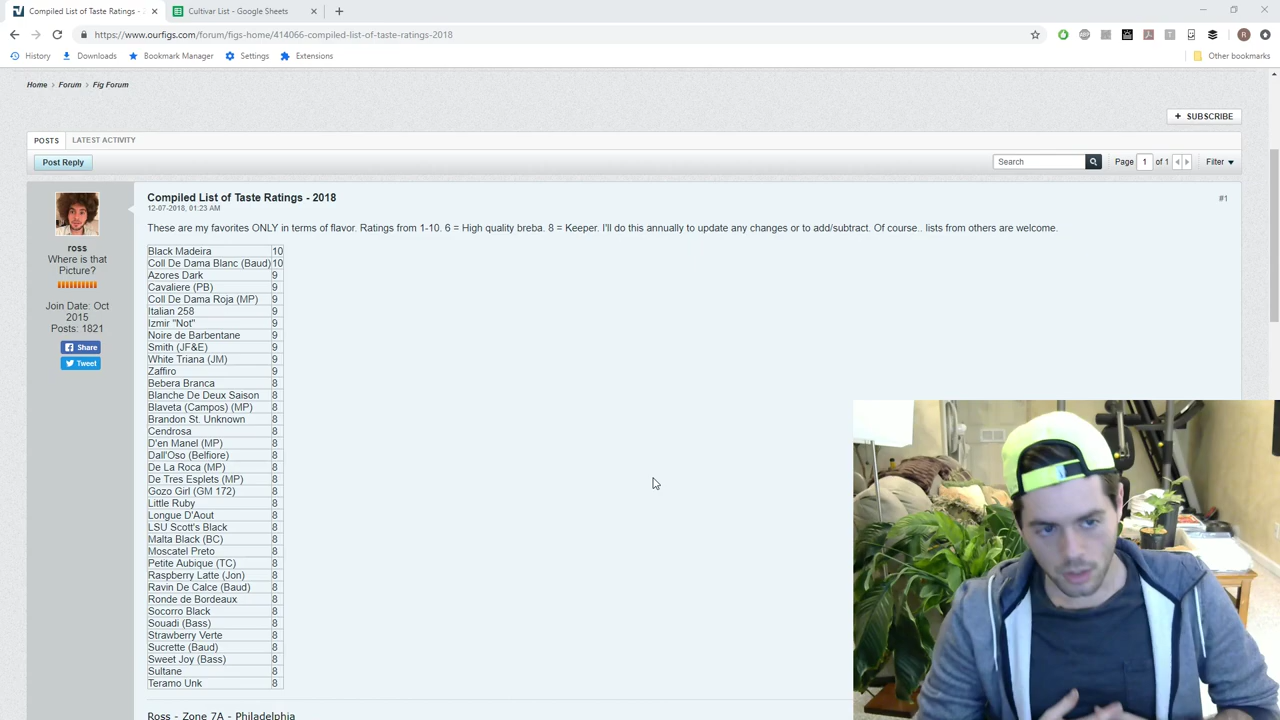 Compiled List of Taste Ratings - 2
Cultivar List - Google Sheets
https://www.ourfigs.com/forum/figs-home/414066-compiled-list-of-taste-ratings-2018
History Downloads Bookmark Manager Settings Extensions Other bookmarks
Home > Forum > Fig Forum
+ SUBSCRIBE
POSTS LATEST ACTIVITY
Post Reply Search Page 1 of 1 Filter
ross
Where is that
Picture?
Join Date: Oct
2015
Posts: 1821
Share
Tweet
Compiled List of Taste Ratings - 2018 #1
12-07-2018, 01:23 AM
These are my favorites ONLY in terms of flavor. Ratings from 1-10. 6 = High quality breba. 8 = Keeper. I'll do this annually to update any changes or to add/subtract. Of course.. lists from others are welcome.
Black Madeira 10
Coll De Dama Blanc (Baud) 10
Azores Dark 9
Cavaliere (PB) 9
Coll De Dama Roja (MP) 9
Italian 258 9
Izmir "Not" 9
Noire de Barbentane 9
Smith (JF&E) 9
White Triana (JM) 9
Zaffiro 9
Bebera Branca 8
Blanche De Deux Saison 8
Blaveta (Campos) (MP) 8
Brandon St. Unknown 8
Cendrosa 8
D'en Manel (MP) 8
Dall'Oso (Belfiore) 8
De La Roca (MP) 8
De Tres Esplets (MP) 8
Gozo Girl (GM 172) 8
Little Ruby 8
Longue D'Aout 8
LSU Scott's Black 8
Malta Black (BC) 8
Moscatel Preto 8
Petite Aubique (TC) 8
Raspberry Latte (Jon) 8
Ravin De Calce (Baud) 8
Ronde de Bordeaux 8
Socorro Black 8
Souadi (Bass) 8
Strawberry Verte 8
Sucrette (Baud) 8
Sweet Joy (Bass) 8
Sultane 8
Teramo Unk 8
Ross - Zone 7A - Philadelphia